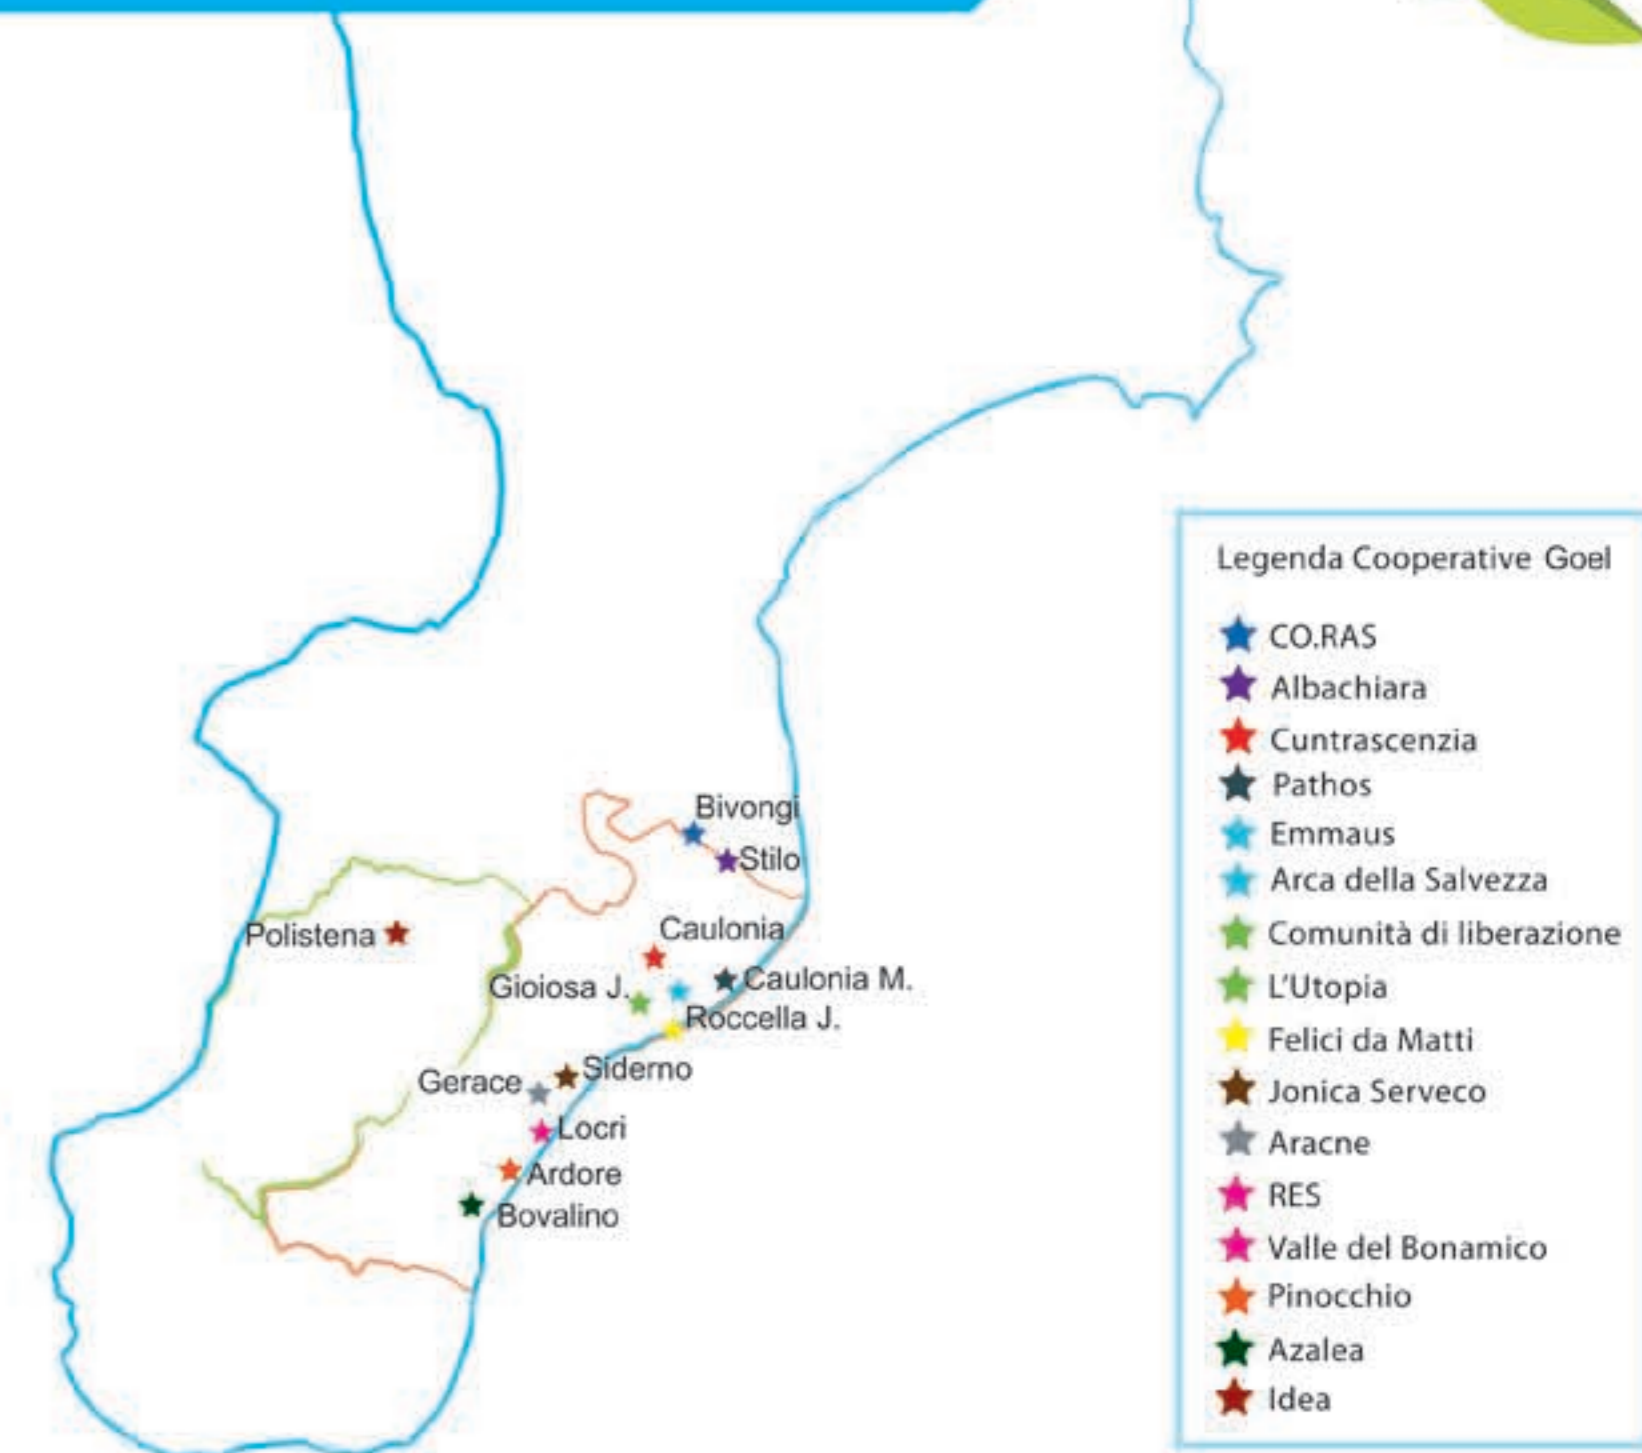 Bivongi
Stilo
Caulonia
Polistena
Caulonia M.
Gioiosa J.
Roccella J.
Siderno
Gerace
Locri
Ardore
Bovalino
Legenda Cooperative Goel
CO.RAS
Albachiara
Cuntrascenzia
Pathos
Emmaus
Arca della Salvezza
Comunità di liberazione
L'Utopia
Felici da Matti
Jonica Serveco
Aracne
RES
Valle del Bonamico
Pinocchio
Azalea
Idea